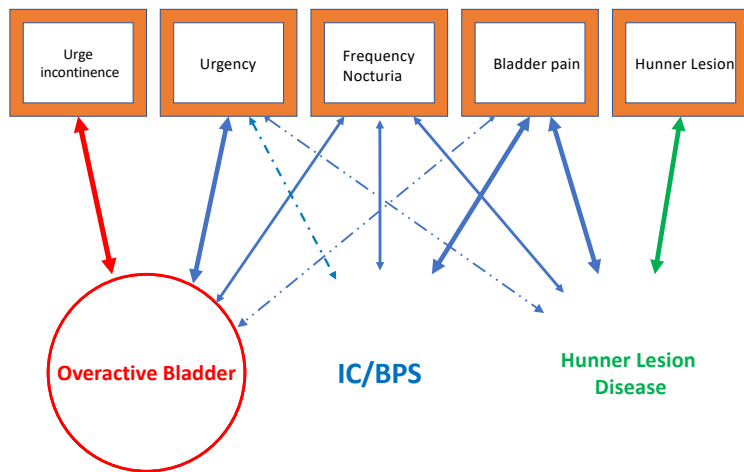 Urge
incontinence
Urgency
Frequency
Nocturia
Bladder pain
Hunner Lesion
Overactive Bladder
IC/BPS
Hunner Lesion
Disease